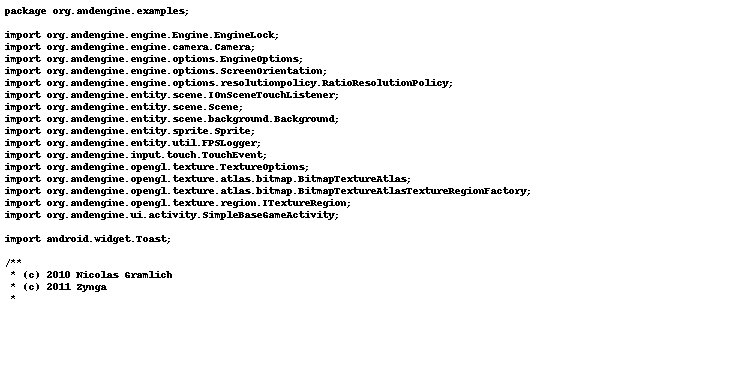 package org.andengine.examples;

import org.andengine.engine.Engine.EngineLock;
import org.andengine.engine.camera.Camera;
import org.andengine.engine.options.EngineOptions;
import org.andengine.engine.options.ScreenOrientation;
import org.andengine.engine.options.resolutionpolicy.RatioResolutionPolicy;
import org.andengine.entity.scene.IOnSceneTouchListener;
import org.andengine.entity.scene.Scene;
import org.andengine.entity.scene.background.Background;
import org.andengine.entity.sprite.Sprite;
import org.andengine.entity.util.FPSLogger;
import org.andengine.input.touch.TouchEvent;
import org.andengine.opengl.texture.TextureOptions;
import org.andengine.opengl.texture.atlas.bitmap.BitmapTextureAtlas;
import org.andengine.opengl.texture.atlas.bitmap.BitmapTextureAtlasTextureRegionFactory;
import org.andengine.opengl.texture.region.ITextureRegion;
import org.andengine.ui.activity.SimpleBaseGameActivity;

import android.widget.Toast;

/**
 * (c) 2010 Nicolas Gramlich
 * (c) 2011 Zynga
 *